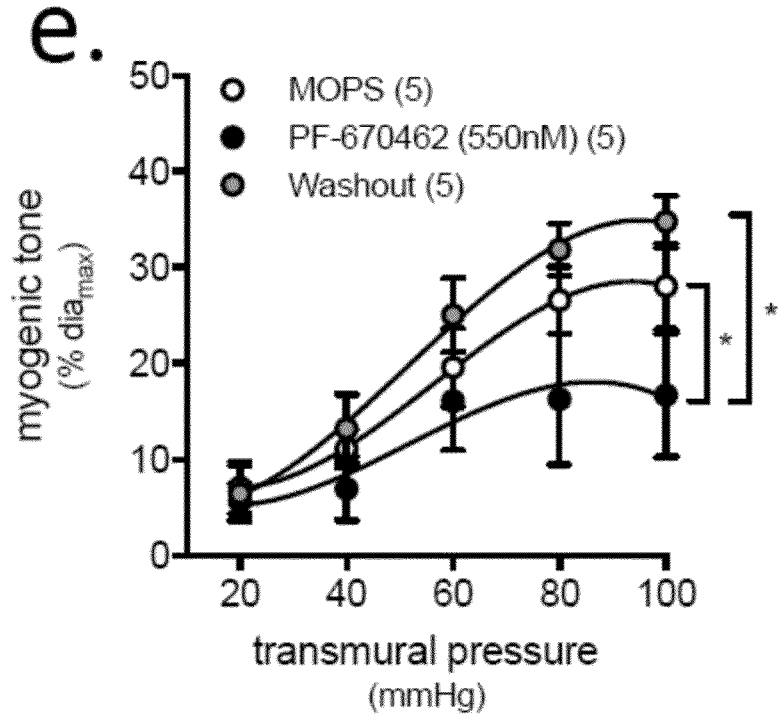 e.
50
40
30
20
10
0
MOPS (5)
PF-670462 (550nM) (5)
Washout (5)
myogenic tone
(% dia_max)
*
*
20 40 60 80 100
transmural pressure
(mmHg)